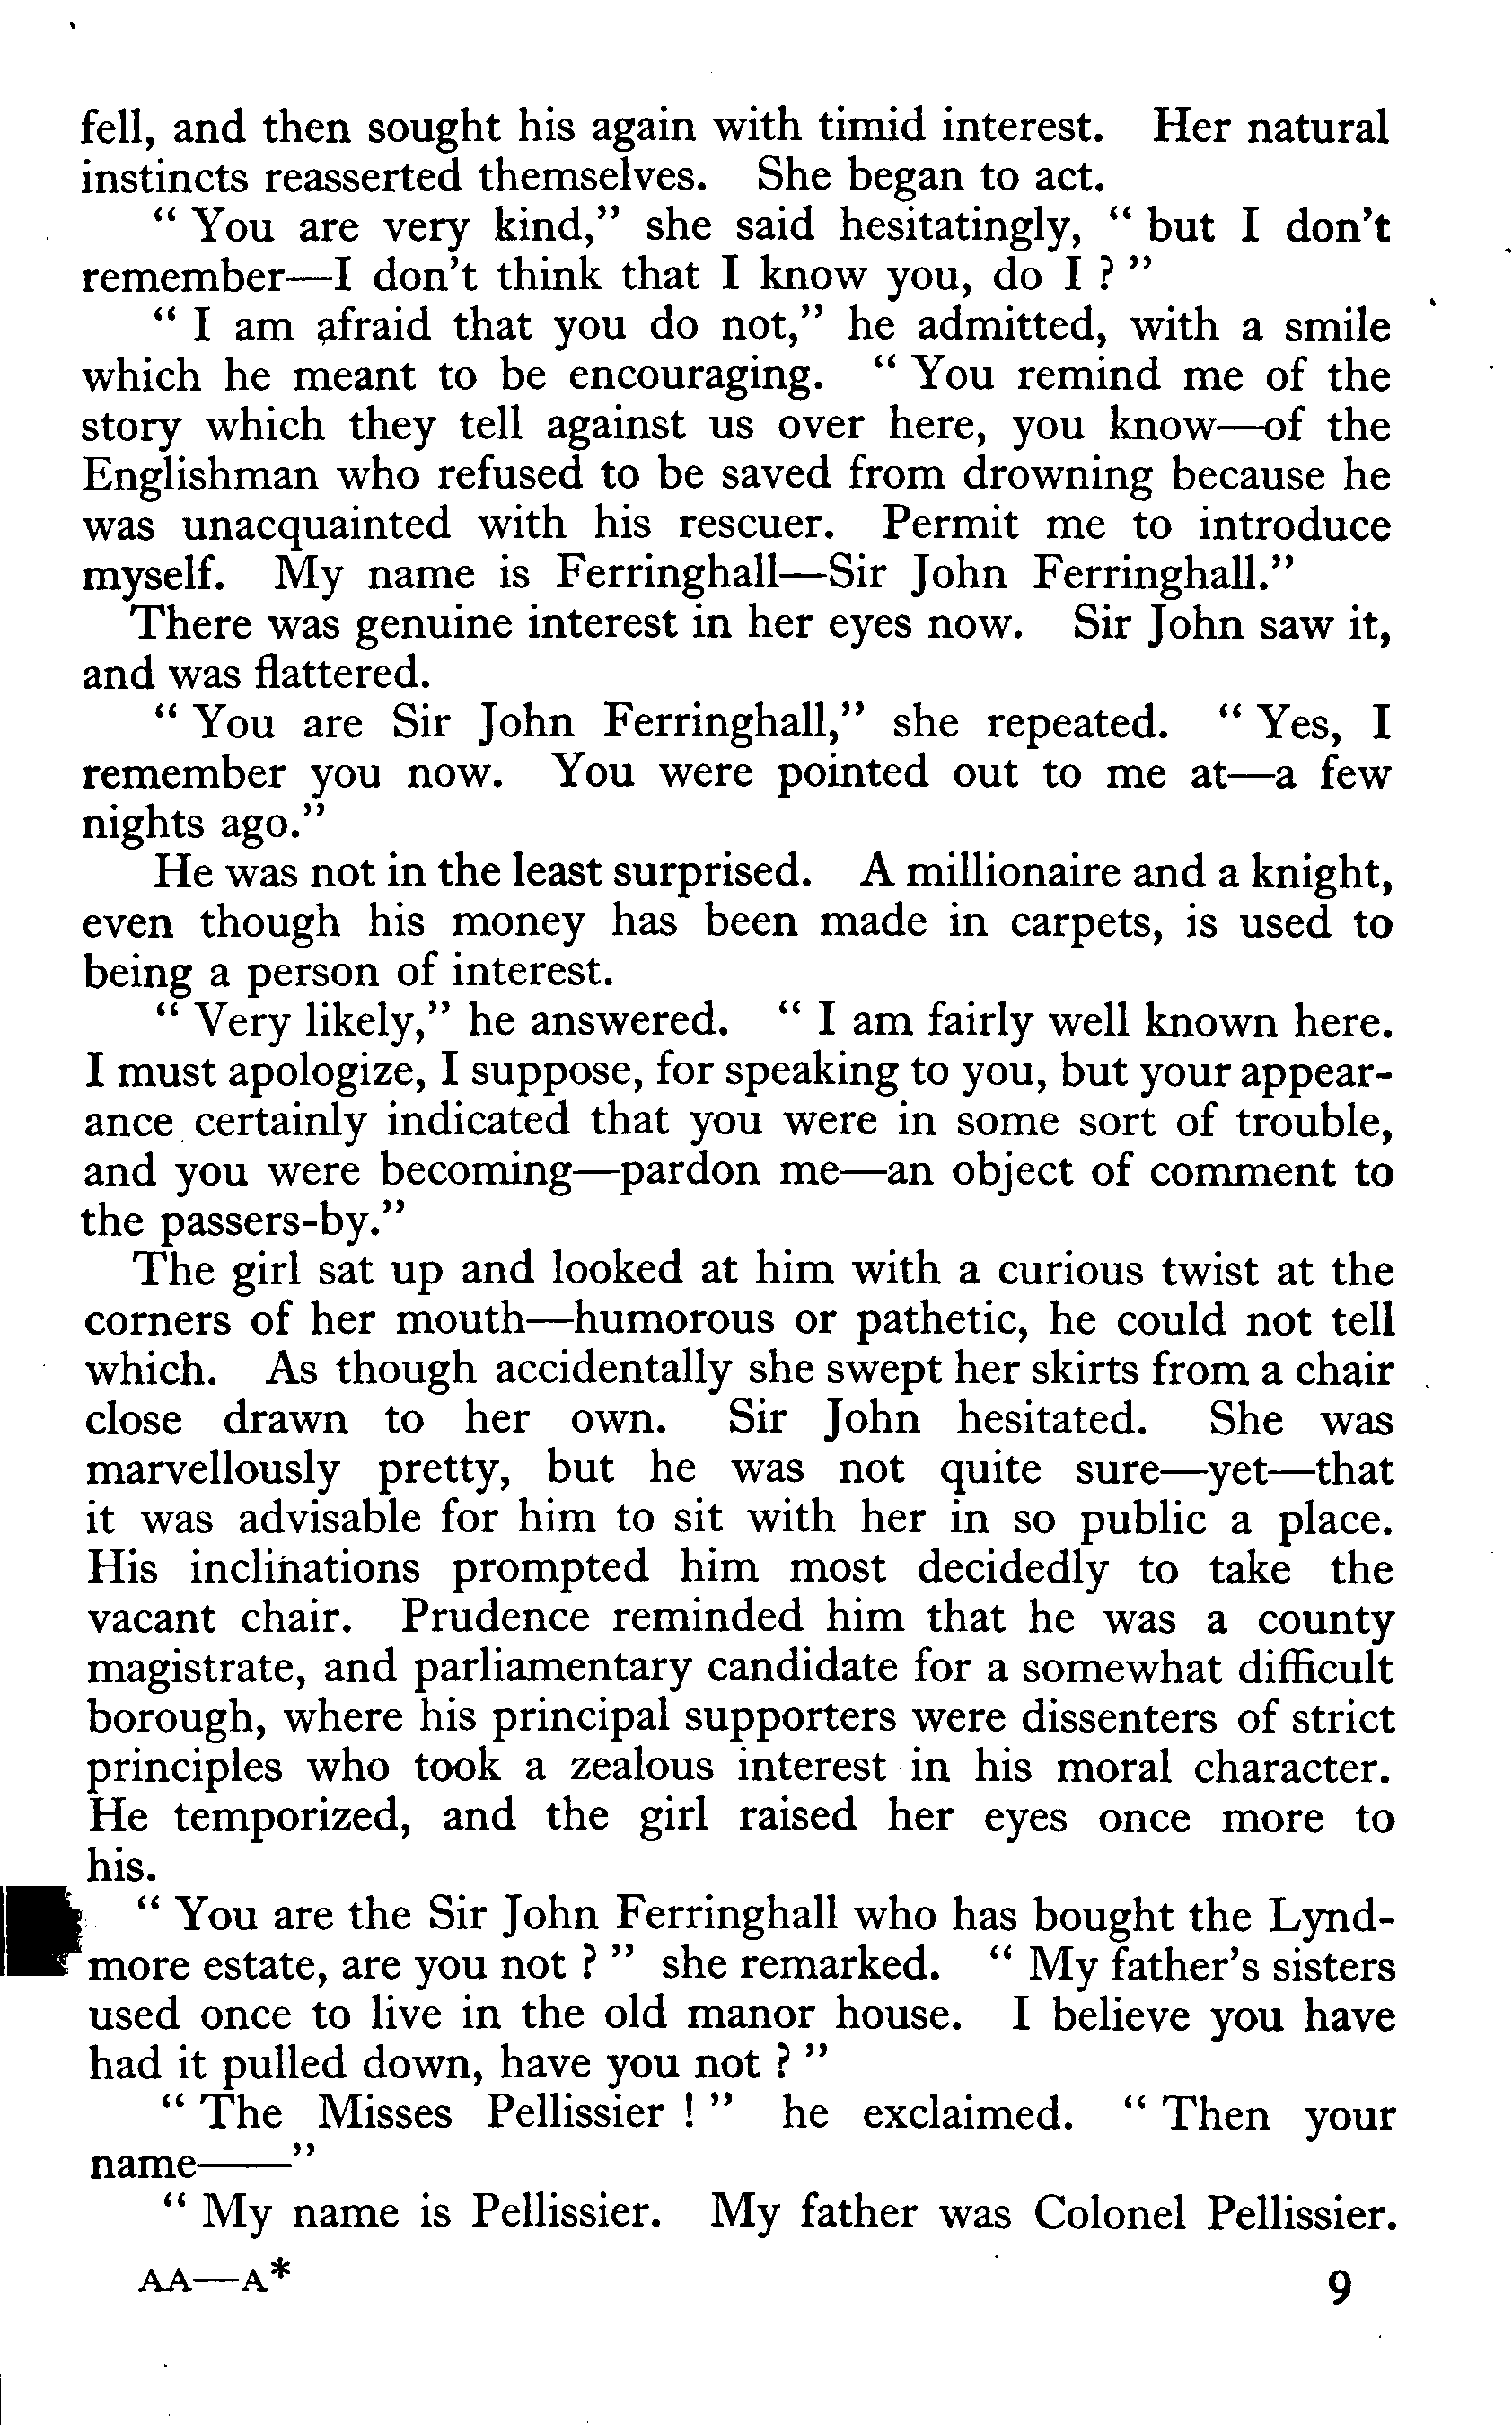 fell, and then sought his again with timid interest. Her natural
instincts reasserted themselves. She began to act.
“ You are very kind,” she said hesitatingly, “ but I don’t
remember—I don’t think that I know you, do I ? ”
“ I am afraid that you do not,” he admitted, with a smile
which he meant to be encouraging. “ You remind me of the
story which they tell against us over here, you know—of the
Englishman who refused to be saved from drowning because he
was unacquainted with his rescuer. Permit me to introduce
myself. My name is Ferringhall—Sir John Ferringhall.”
There was genuine interest in her eyes now. Sir John saw it,
and was flattered.
“ You are Sir John Ferringhall,” she repeated. “ Yes, I
remember you now. You were pointed out to me at—a few
nights ago.”
He was not in the least surprised. A millionaire and a knight,
even though his money has been made in carpets, is used to
being a person of interest.
“ Very likely,” he answered. “ I am fairly well known here.
I must apologize, I suppose, for speaking to you, but your appear-
ance certainly indicated that you were in some sort of trouble,
and you were becoming—pardon me—an object of comment to
the passers-by.”
The girl sat up and looked at him with a curious twist at the
corners of her mouth—humorous or pathetic, he could not tell
which. As though accidentally she swept her skirts from a chair
close drawn to her own. Sir John hesitated. She was
marvellously pretty, but he was not quite sure—yet—that
it was advisable for him to sit with her in so public a place.
His inclinations prompted him most decidedly to take the
vacant chair. Prudence reminded him that he was a county
magistrate, and parliamentary candidate for a somewhat difficult
borough, where his principal supporters were dissenters of strict
principles who took a zealous interest in his moral character.
He temporized, and the girl raised her eyes once more to
his.
“ You are the Sir John Ferringhall who has bought the Lynd-
more estate, are you not ? ” she remarked. “ My father’s sisters
used once to live in the old manor house. I believe you have
had it pulled down, have you not ? ”
“ The Misses Pellissier ! ” he exclaimed. “ Then your
name——”
“ My name is Pellissier. My father was Colonel Pellissier.
AA—A* 9